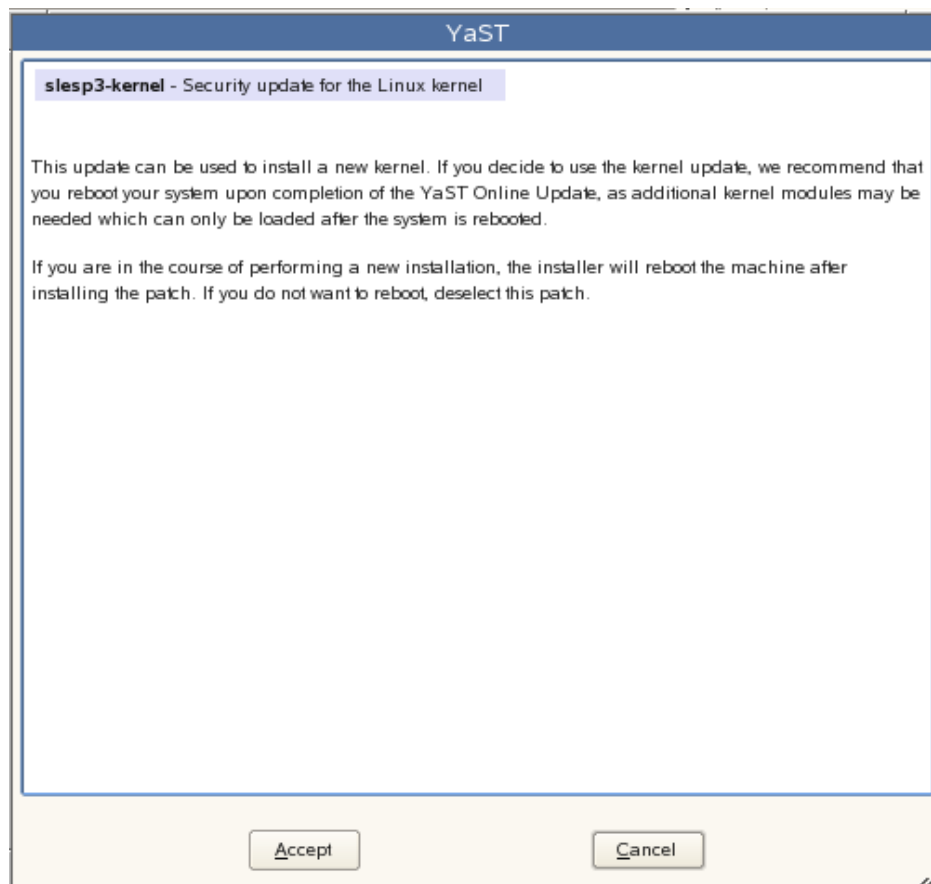 YaST
slesp3-kernel - Security update for the Linux kernel
This update can be used to install a new kernel. If you decide to use the kernel update, we recommend that
you reboot your system upon completion of the YaST Online Update, as additional kernel modules may be
needed which can only be loaded after the system is rebooted.
If you are in the course of performing a new installation, the installer will reboot the machine after
installing the patch. If you do not want to reboot, deselect this patch.
Accept
Cancel